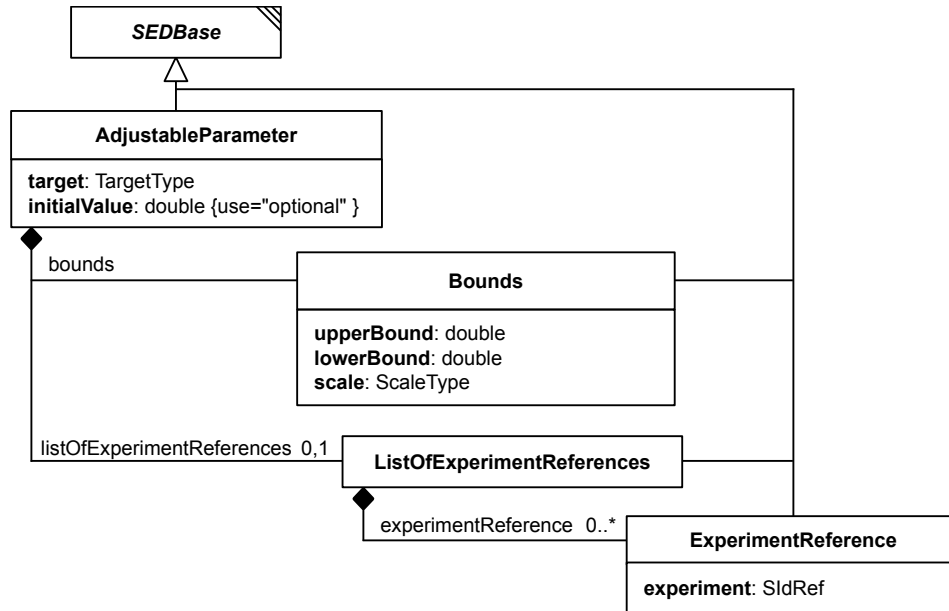 SEDBase
AdjustableParameter
target: TargetType
initialValue: double {use="optional" }
bounds
Bounds
upperBound: double
lowerBound: double
scale: ScaleType
listOfExperimentReferences 0,1
ListOfExperimentReferences
experimentReference 0..*
ExperimentReference
experiment: SIdRef